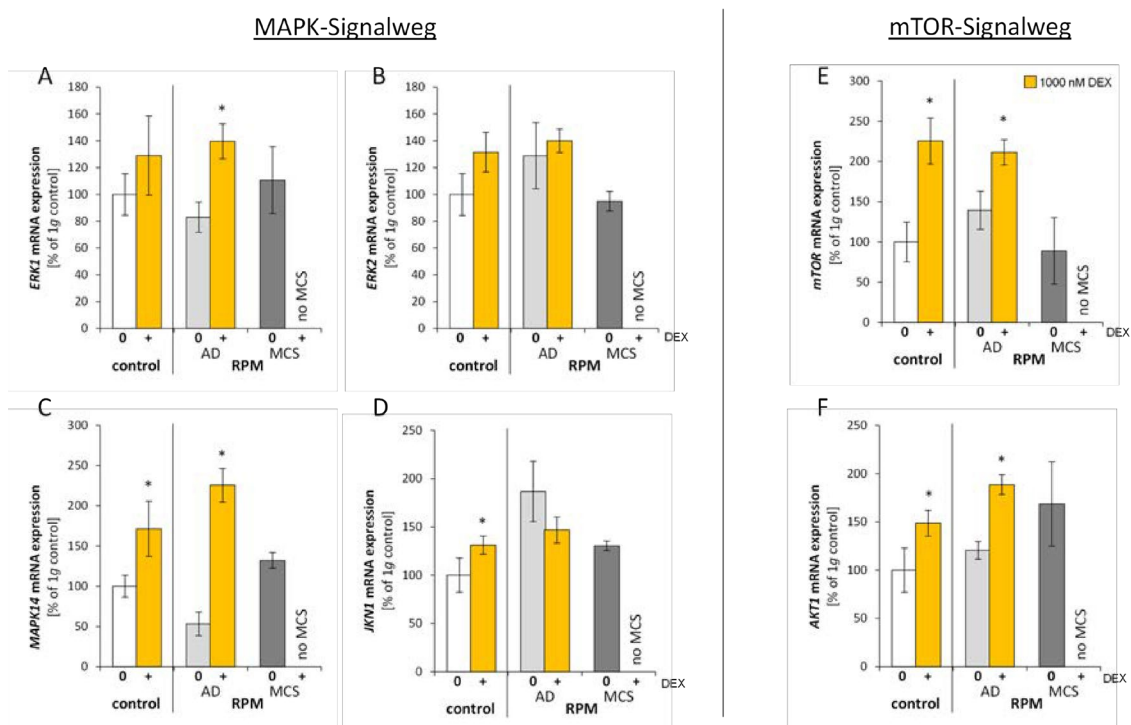 MAPK-Signalweg
mTOR-Signalweg
A
ERK1 mRNA expression
[% of 1g control]
180
160
140
120
100
80
60
40
20
0
*
no MCS
0 + 0 + 0 +
AD MCS
control RPM
B
ERK2 mRNA expression
[% of 1g control]
180
160
140
120
100
80
60
40
20
0
no MCS
0 + 0 + 0 + DEX
AD MCS
control RPM
E
mTOR mRNA expression
[% of 1g control]
300
250
200
150
100
50
0
1000 nM DEX
* *
no MCS
0 + 0 + 0 + DEX
AD MCS
control RPM
C
MAPK14 mRNA expression
[% of 1g control]
300
250
200
150
100
50
0
* *
no MCS
0 + 0 + 0 +
AD MCS
control RPM
D
JKN1 mRNA expression
[% of 1g control]
250
200
150
100
50
0
*
no MCS
0 + 0 + 0 + DEX
AD MCS
control RPM
F
AKT1 mRNA expression
[% of 1g control]
250
200
150
100
50
0
* *
no MCS
0 + 0 + 0 + DEX
AD MCS
control RPM